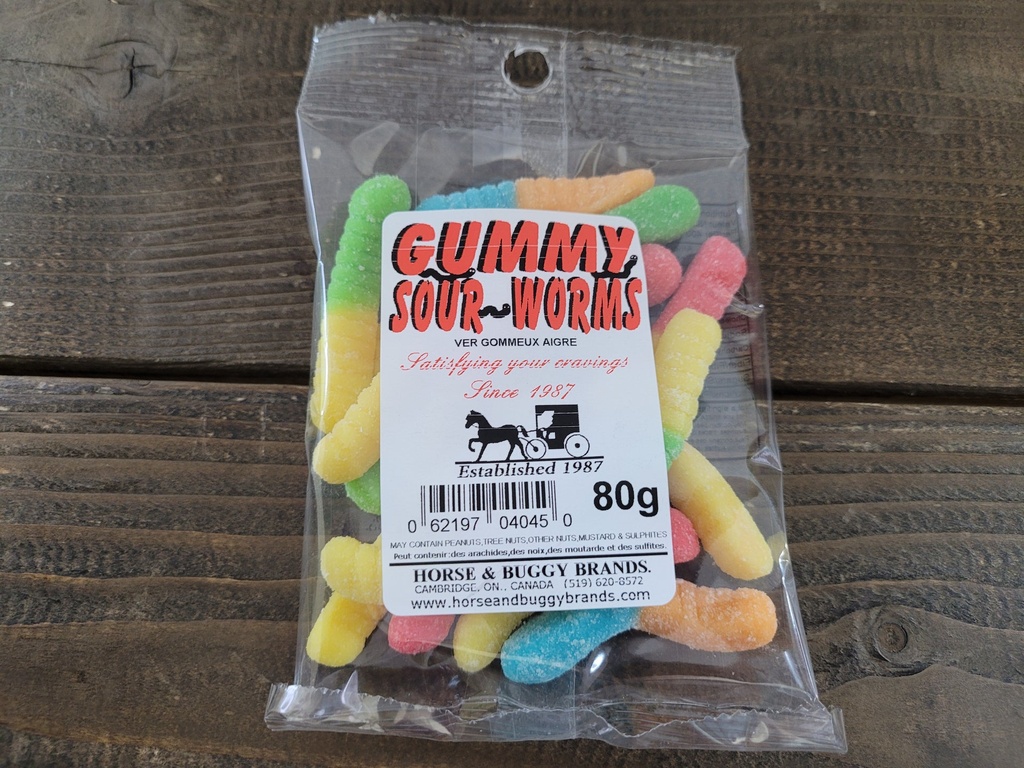 GUMMY
SOUR WORMS
VER GOMMEUX AIGRE
Satisfying your cravings
Since 1987
Established 1987
80g
0 62197 04045 0
MAY CONTAIN PEANUTS,TREE NUTS,OTHER NUTS,MUSTARD & SULPHITES
Peut contenir:des arachides,des noix,des moutarde et des sulfites.
HORSE & BUGGY BRANDS.
CAMBRIDGE, ON., CANADA (519) 620-8572
www.horseandbuggybrands.com